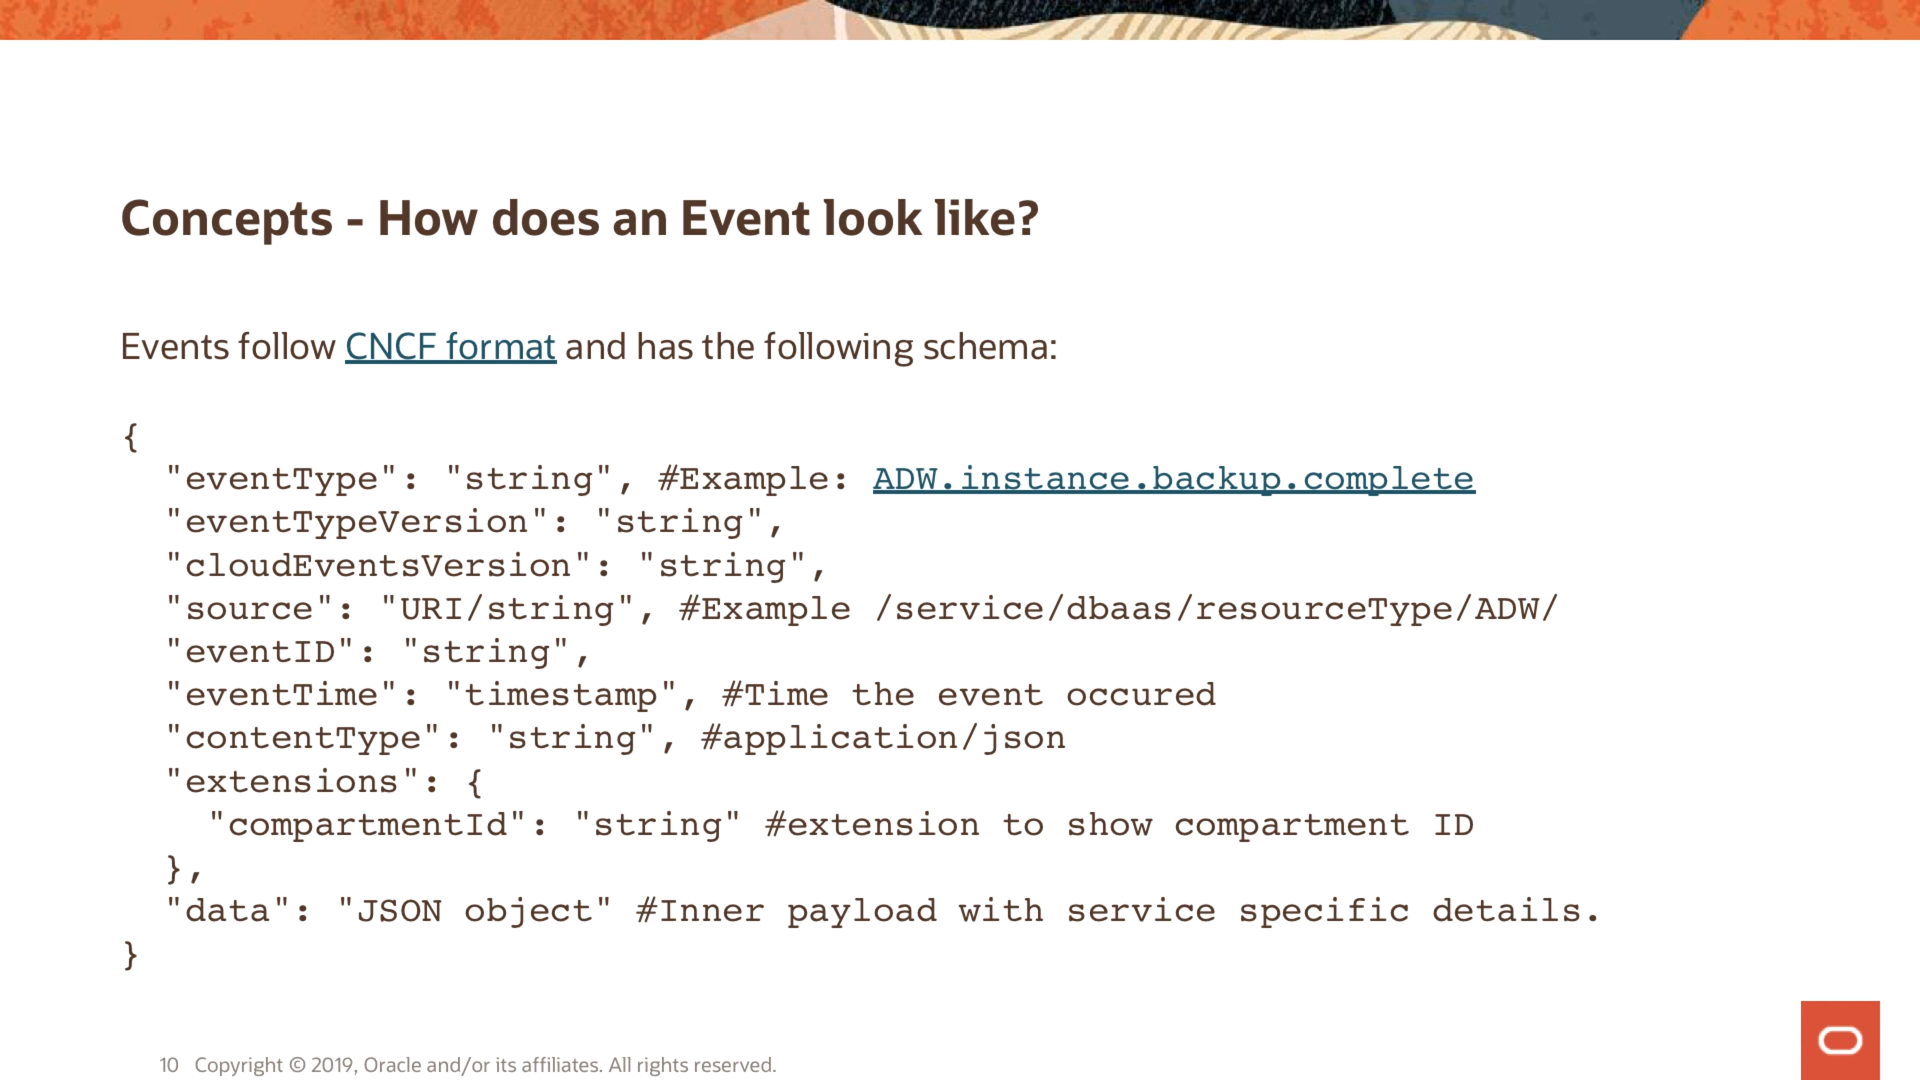 Concepts - How does an Event look like?
Events follow CNCF format and has the following schema:
{
"eventType": "string", #Example: ADW.instance.backup.complete
"eventTypeVersion": "string",
"cloudEventsVersion": "string",
"source": "URI/string", #Example /service/dbaas/resourceType/ADW/
"eventID": "string",
"eventTime": "timestamp", #Time the event occured
"contentType": "string", #application/json
"extensions": {
"compartmentId": "string" #extension to show compartment ID
},
"data": "JSON object" #Inner payload with service specific details.
}
10 Copyright © 2019, Oracle and/or its affiliates. All rights reserved.